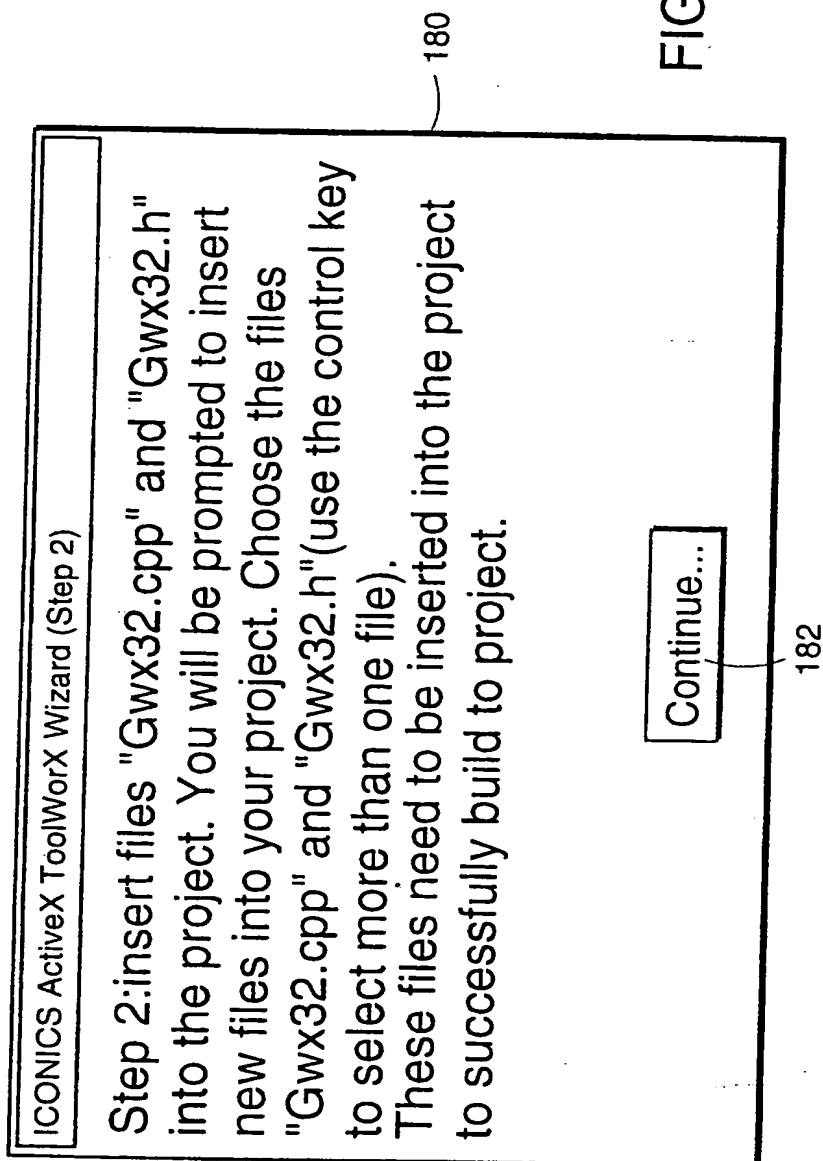 ICONICS ActiveX ToolWorX Wizard (Step 2)
Step 2:insert files "Gwx32.cpp" and "Gwx32.h"
into the project. You will be prompted to insert
new files into your project. Choose the files
"Gwx32.cpp" and "Gwx32.h"(use the control key
to select more than one file).
These files need to be inserted into the project
to successfully build to project.
Continue...
182
180
FIG